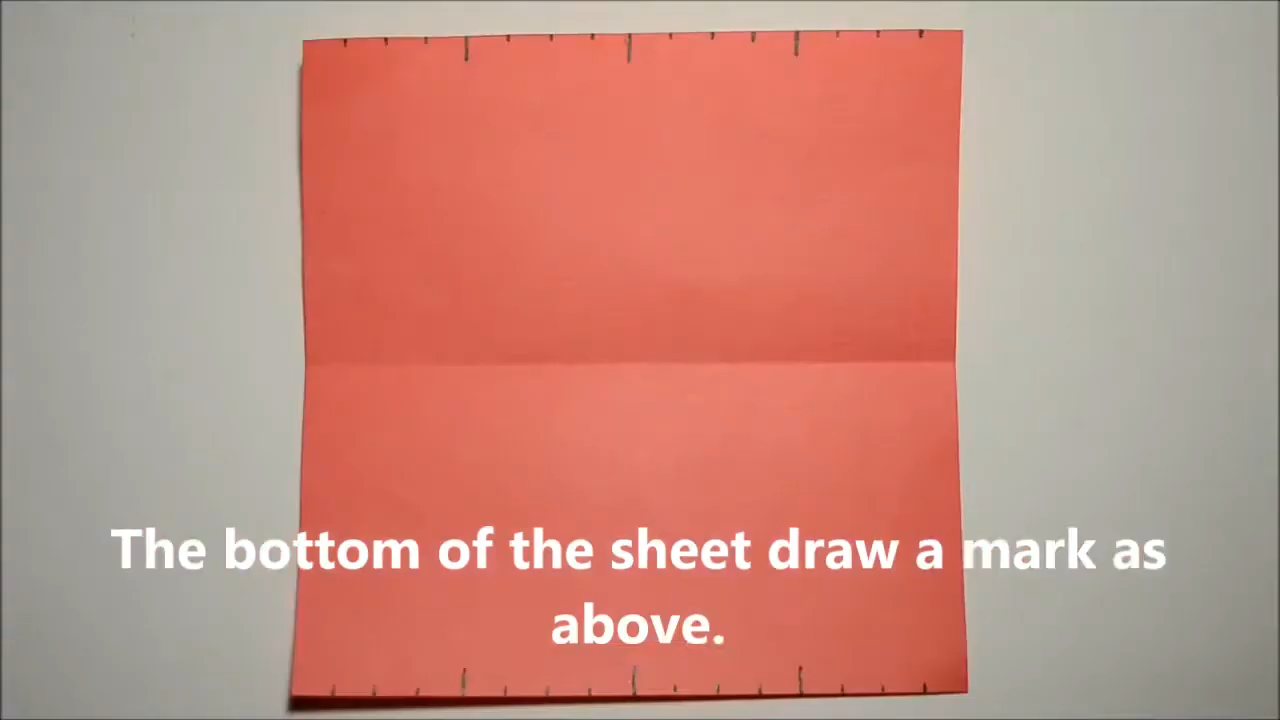 The bottom of the sheet draw a mark as
above.